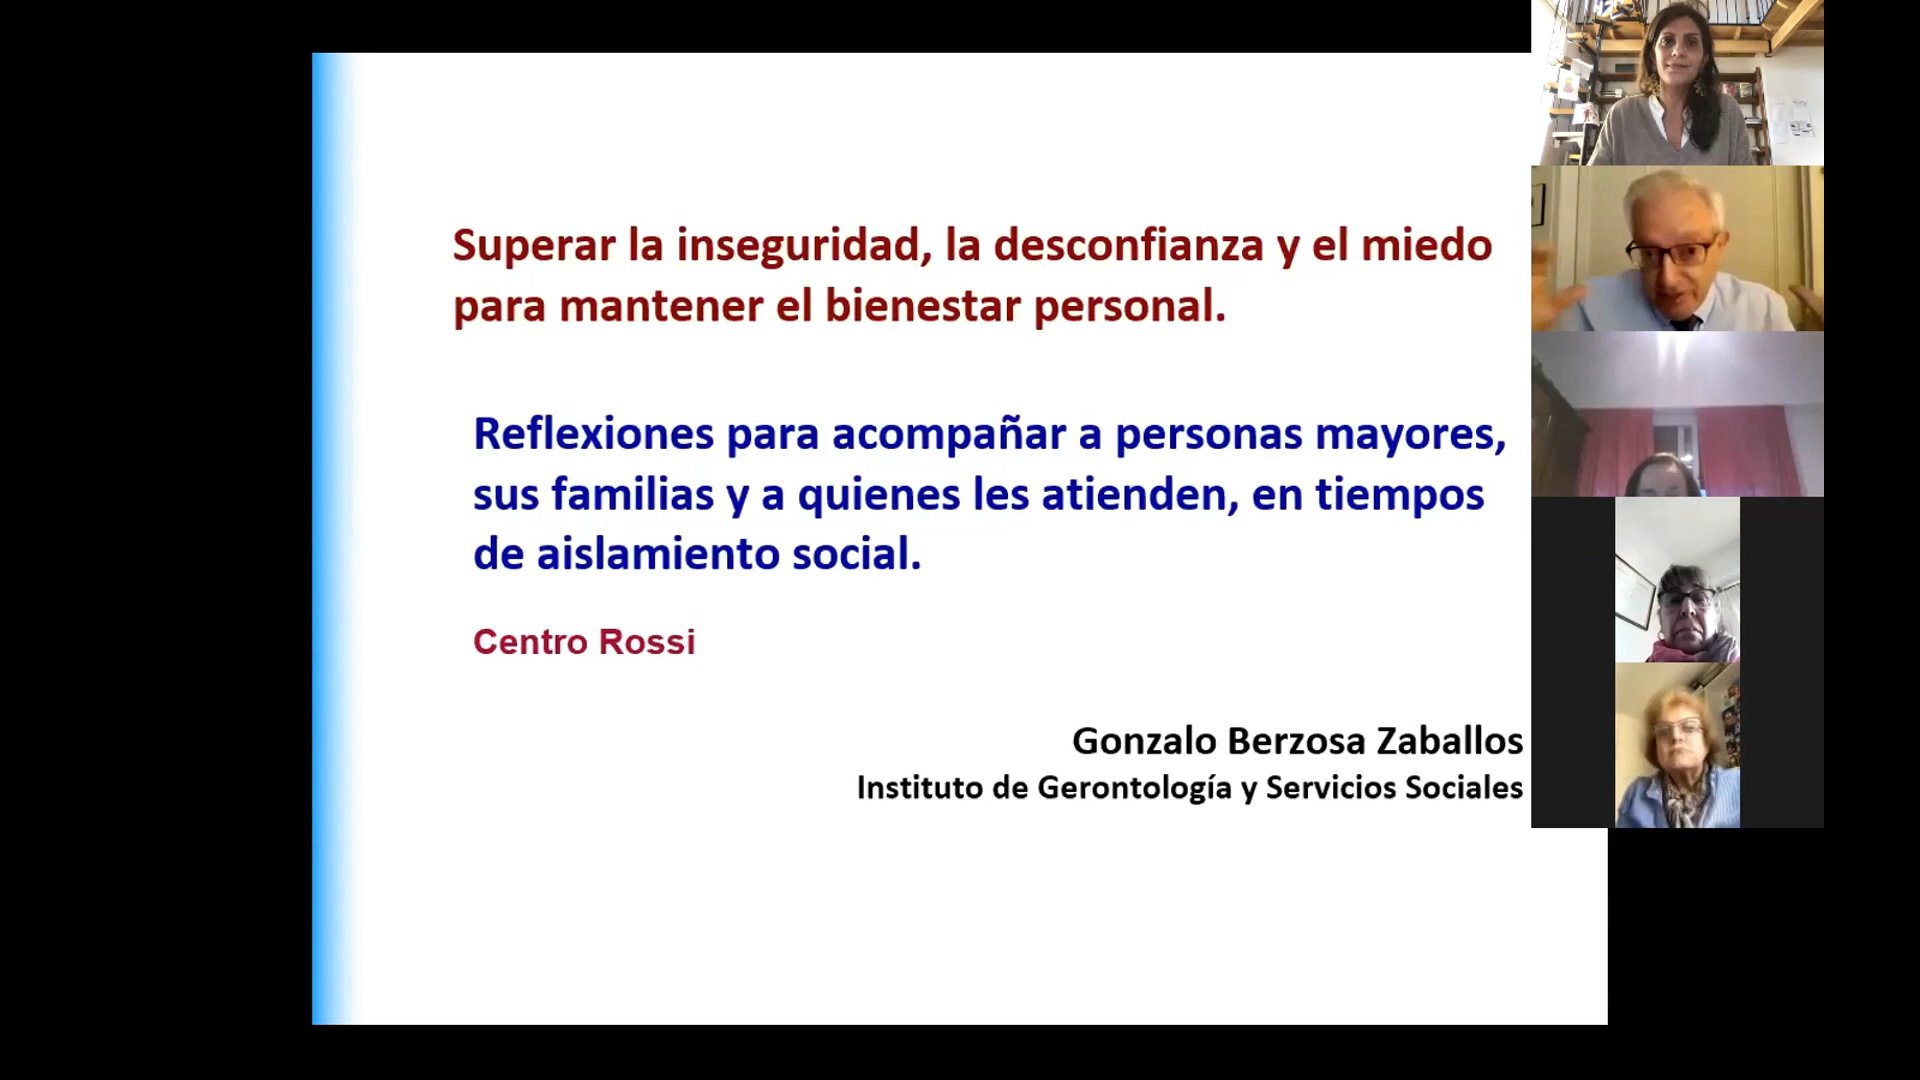 Superar la inseguridad, la desconfianza y el miedo
para mantener el bienestar personal.
Reflexiones para acompañar a personas mayores,
sus familias y a quienes les atienden, en tiempos
de aislamiento social.
Centro Rossi
Gonzalo Berzosa Zaballos
Instituto de Gerontología y Servicios Sociales